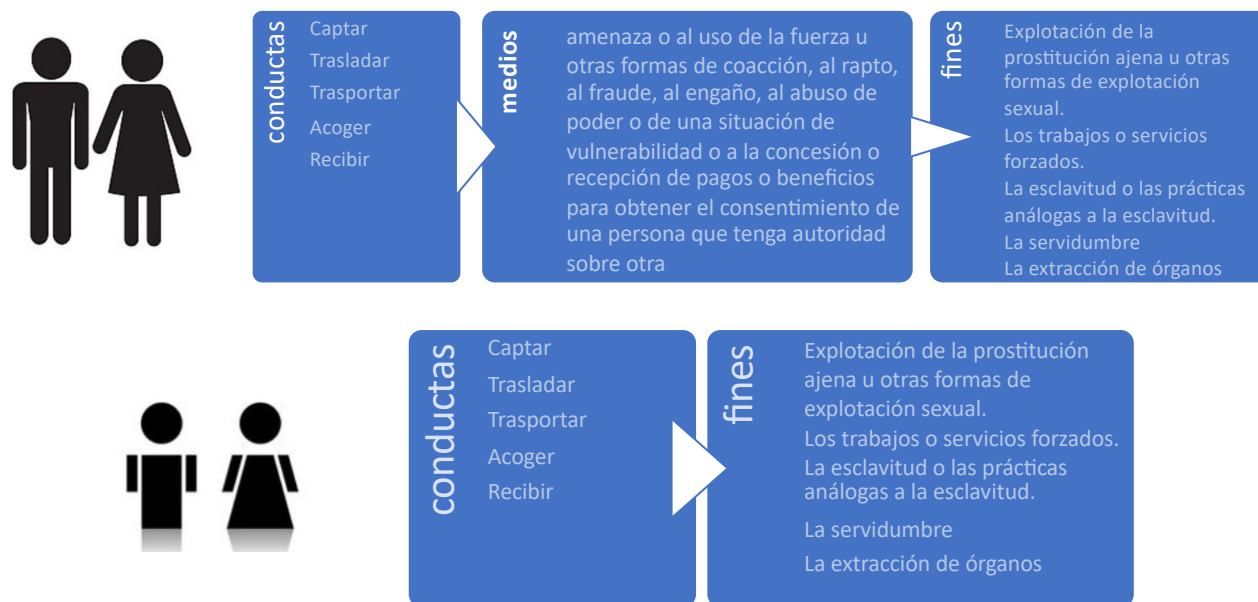 conductas
Captar
Trasladar
Trasportar
Acoger
Recibir
medios
amenaza o al uso de la fuerza u
otras formas de coacción, al rapto,
al fraude, al engaño, al abuso de
poder o de una situación de
vulnerabilidad o a la concesión o
recepción de pagos o beneficios
para obtener el consentimiento de
una persona que tenga autoridad
sobre otra
fines
Explotación de la
prostitución ajena u otras
formas de explotación
sexual.
Los trabajos o servicios
forzados.
La esclavitud o las prácticas
análogas a la esclavitud.
La servidumbre
La extracción de órganos
conductas
Captar
Trasladar
Trasportar
Acoger
Recibir
fines
Explotación de la prostitución
ajena u otras formas de
explotación sexual.
Los trabajos o servicios forzados.
La esclavitud o las prácticas
análogas a la esclavitud.
La servidumbre
La extracción de órganos